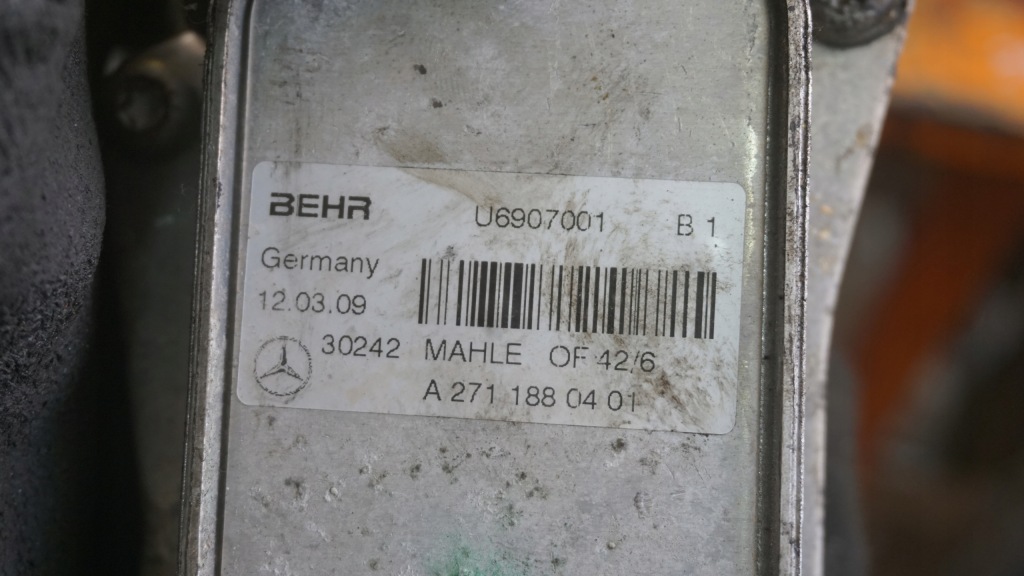 BEHR U6907001 B 1
Germany
12.03.09
30242 MAHLE OF 42/6
A 271 188 04 01